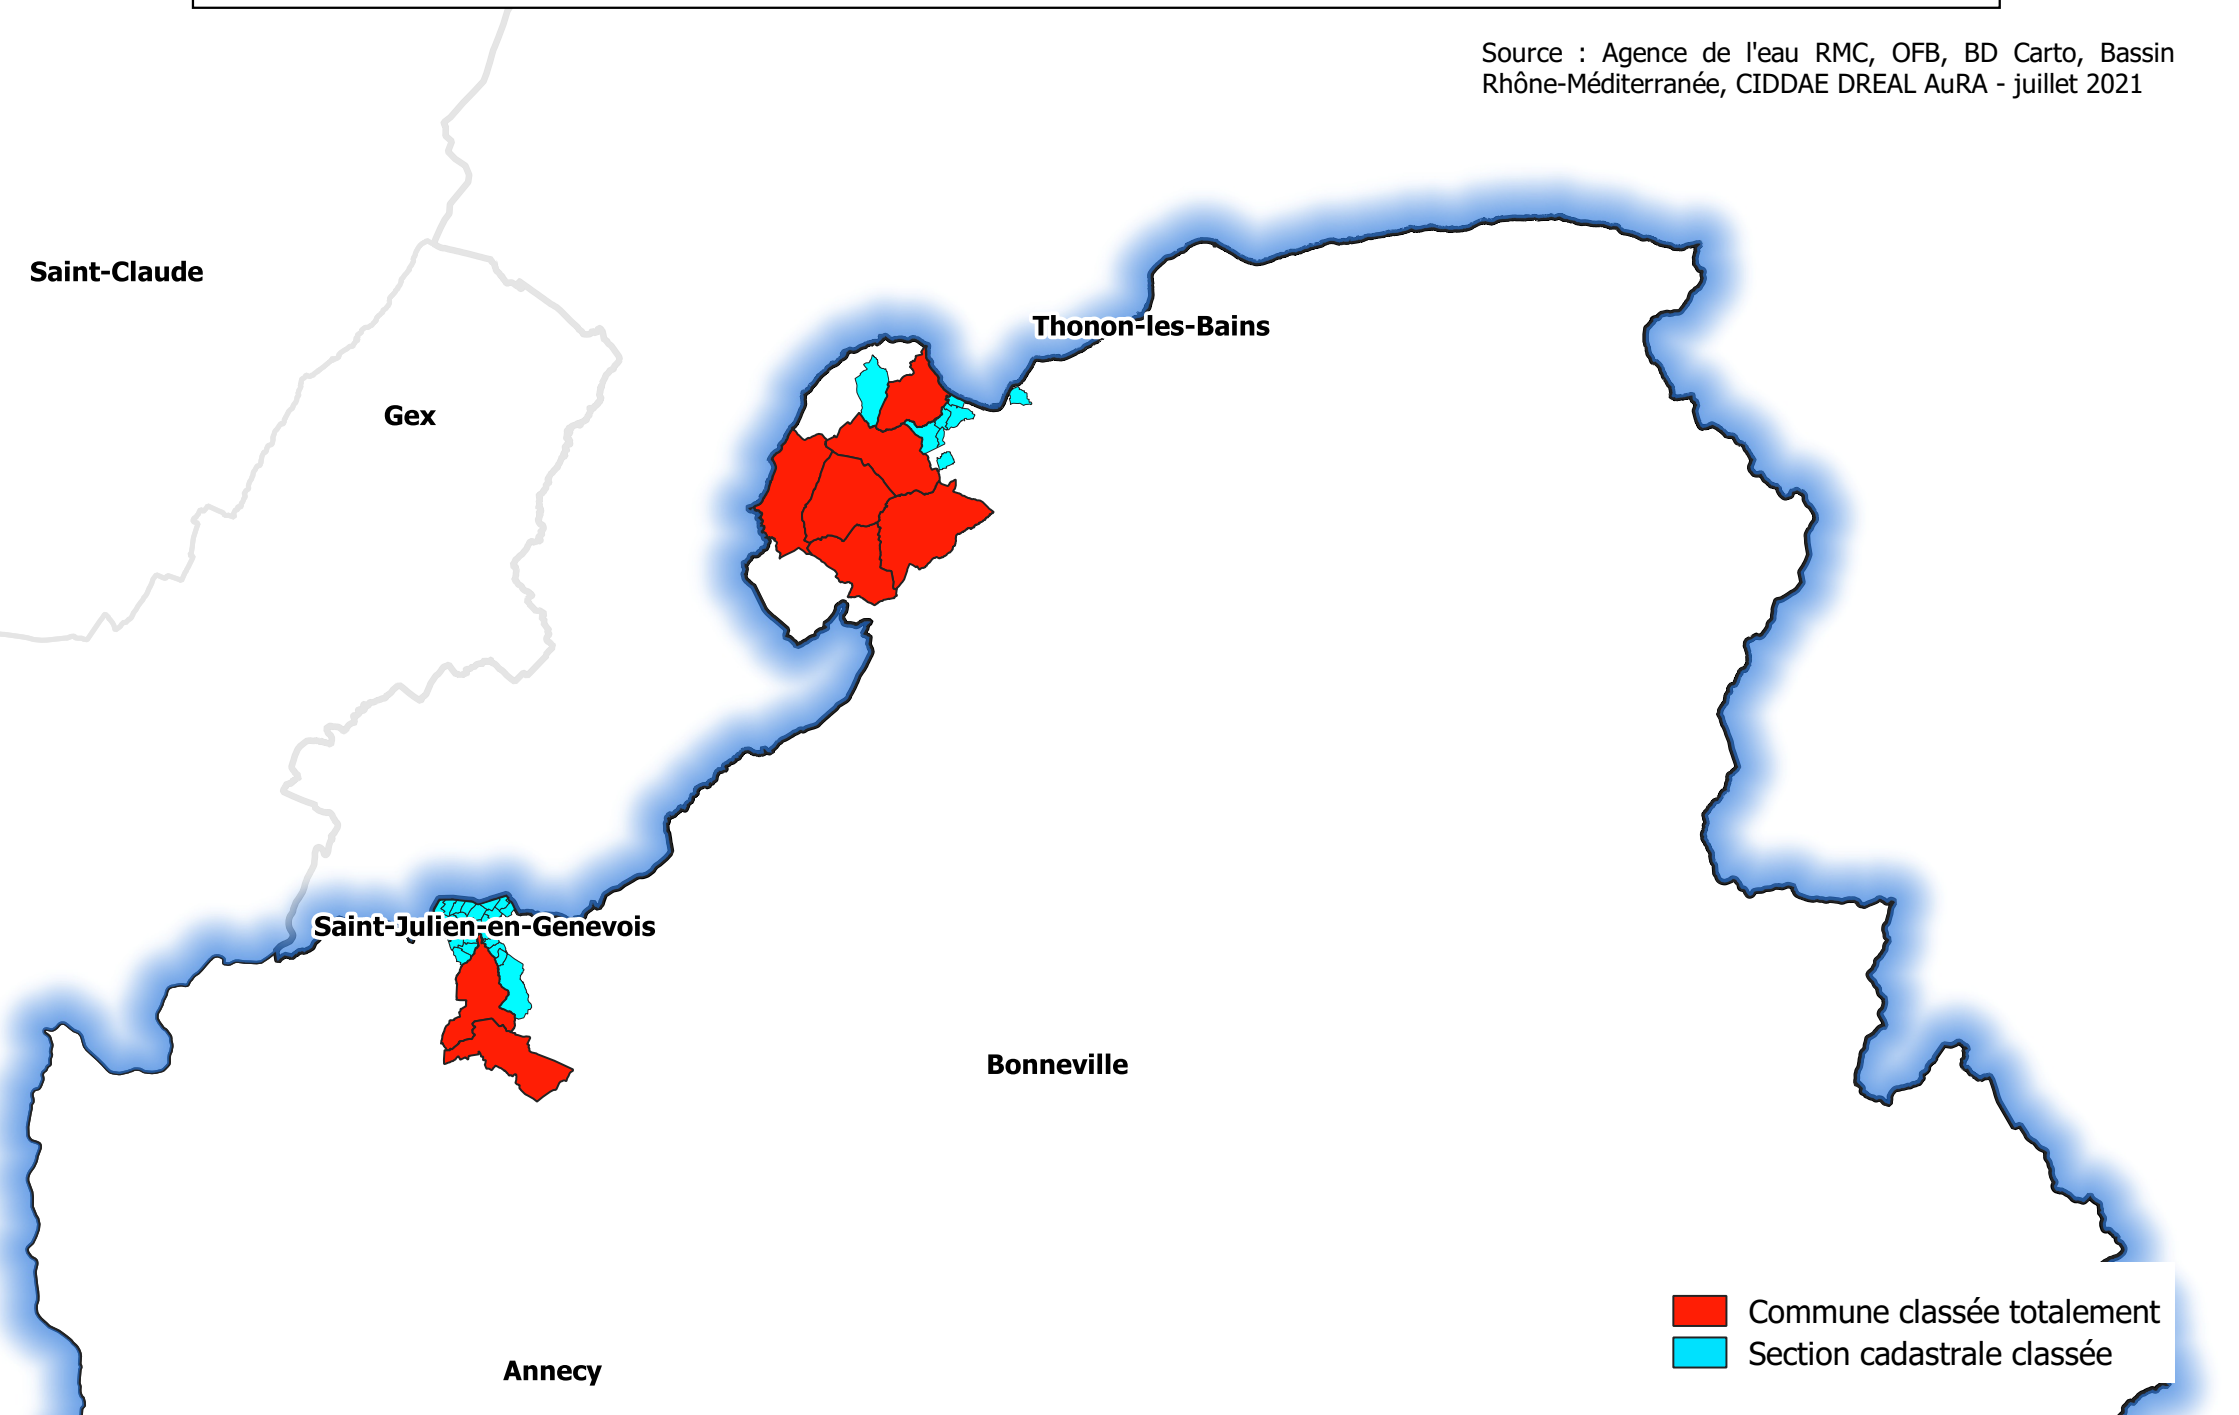 Source : Agence de l'eau RMC, OFB, BD Carto, Bassin
Rhône-Méditerranée, CIDDAE DREAL AuRA - juillet 2021
Saint-Claude
Thonon-les-Bains
Gex
Saint-Julien-en-Genevois
Bonneville
Commune classée totalement
Section cadastrale classée
Annecy